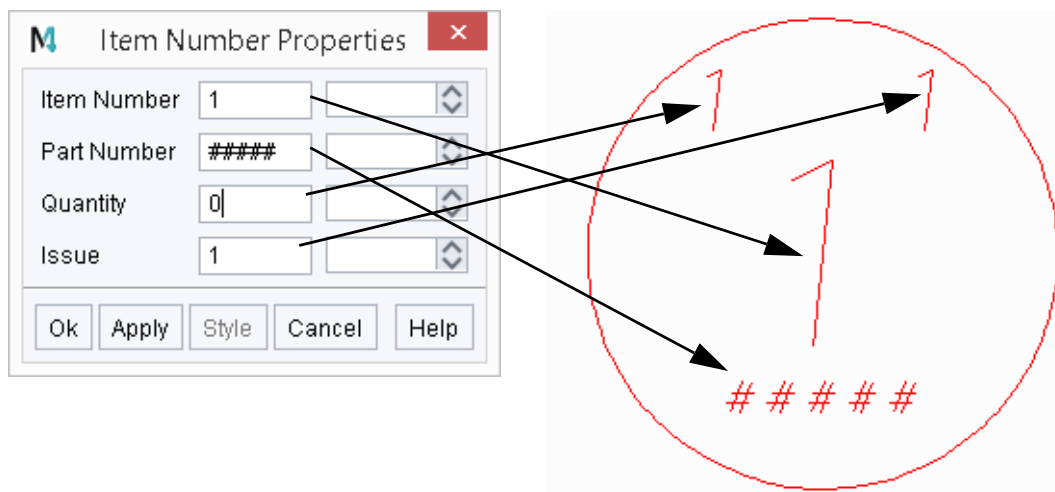 M4 Item Number Properties ×
Item Number 1
Part Number #####
Quantity 0
Issue 1
Ok Apply Style Cancel Help
1 1
1
# # # # #